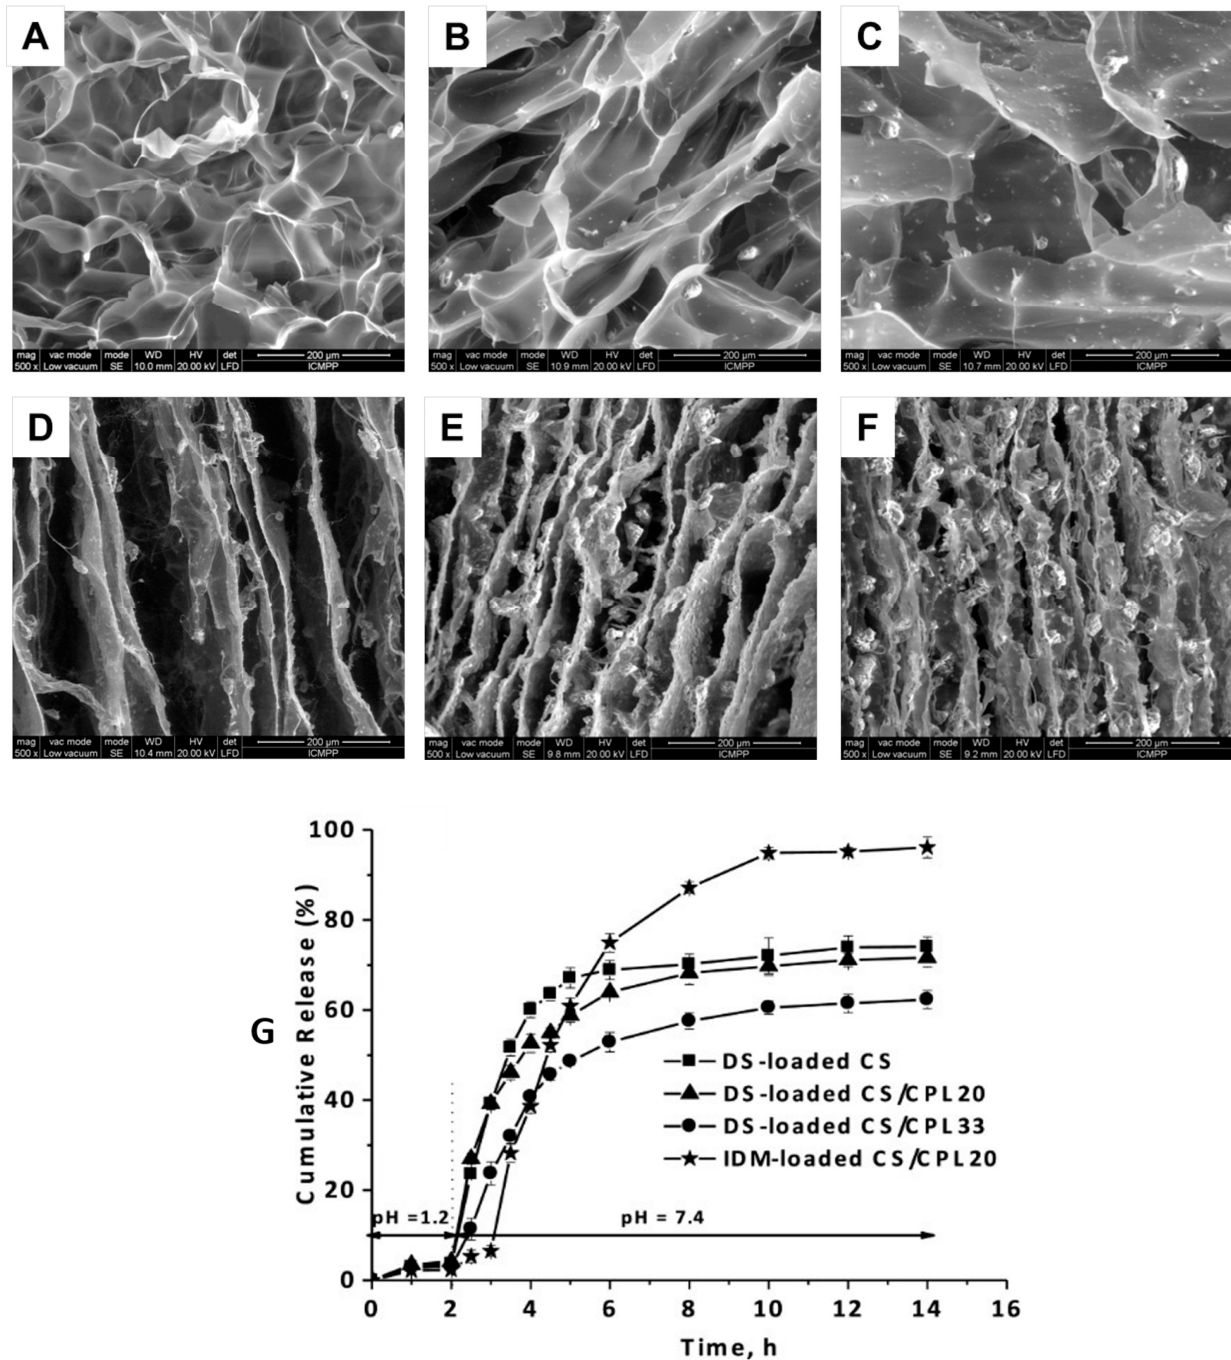 A
B
C
mag vac mode mode WD HV det 200 µm
500 x Low vacuum SE 10.0 mm 20.00 kV LFD ICMPP
mag vac mode mode WD HV det 200 µm
500 x Low vacuum SE 10.9 mm 20.00 kV LFD ICMPP
mag vac mode mode WD HV det 200 µm
500 x Low vacuum SE 10.7 mm 20.00 kV LFD ICMPP
D
E
F
mag vac mode mode WD HV det 200 µm
500 x Low vacuum SE 10.4 mm 20.00 kV LFD ICMPP
mag vac mode mode WD HV det 200 µm
500 x Low vacuum SE 9.8 mm 20.00 kV LFD ICMPP
mag vac mode mode WD HV det 200 µm
500 x Low vacuum SE 9.2 mm 20.00 kV LFD ICMPP
G
Cumulative Release (%)
100
80
60
40
20
0
DS-loaded CS
DS-loaded CS/CPL20
DS-loaded CS/CPL33
IDM-loaded CS/CPL20
pH =1.2
pH = 7.4
0 2 4 6 8 10 12 14 16
Time, h